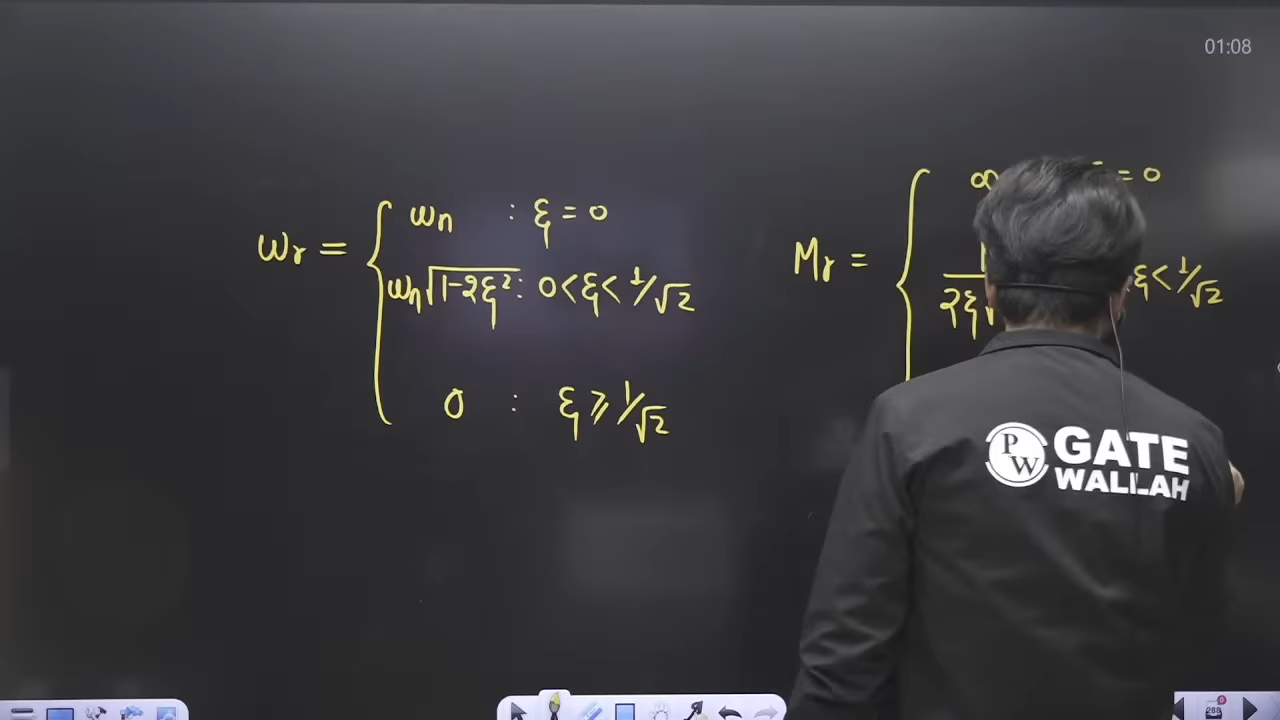 01:08
ωr = { ωn : ξ = 0
ωn√1-2ξ² : 0 < ξ < 1/√2
0 : ξ ⩾ 1/√2
Mr = { ∞ = 0
2ξ√ ξ < 1/√2
PW GATE
WALLAH